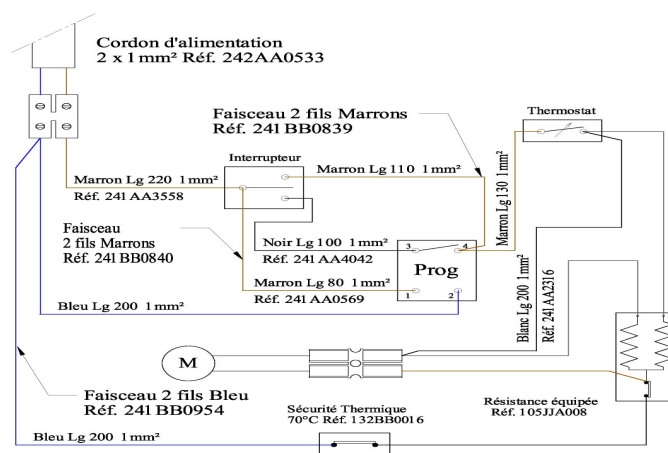 Cordon d'alimentation
2 x 1 mm² Réf. 242AA0533
Faisceau 2 fils Marrons
Réf. 241 BB0839
Thermostat
Interrupteur
Marron Lg 220 1 mm²
Réf. 241 AA3558
Marron Lg 110 1 mm²
Marron Lg 130 1 mm²
Faisceau
2 fils Marrons
Réf. 241 BB0840
Noir Lg 100 1 mm²
Réf. 241 AA4042
3 4
Prog
1 2
Marron Lg 80 1 mm²
Réf. 241 AA0569
Blanc Lg 200 1 mm²
Réf. 241 AA2316
Bleu Lg 200 1 mm²
M
Faisceau 2 fils Bleu
Réf. 241 BB0954
Sécurité Thermique
70°C Réf. 132BB0016
Résistance équipée
Réf. 105JJA008
Bleu Lg 200 1 mm²